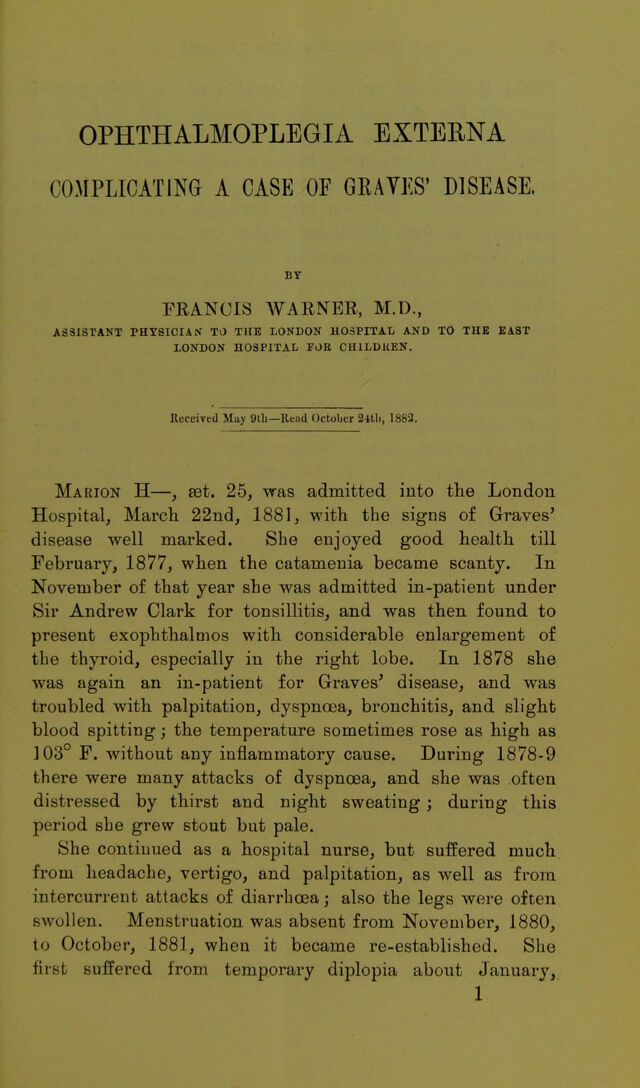 OPHTHALMOPLEGIA EXTERNA
COMPLICATING A CASE OF GRAVES' DISEASE.
BY
FRANCIS WARNER, M.D.,
ASSISTANT PHYSICIAN TO THE LONDON HOSPITAL AND TO THE EAST
LONDON HOSPITAL FOR CHILDREN.
Received May 9th—Read October 24th, 1882.
MARION H—, æt. 25, was admitted into the London
Hospital, March 22nd, 1881, with the signs of Graves'
disease well marked. She enjoyed good health till
February, 1877, when the catamenia became scanty. In
November of that year she was admitted in-patient under
Sir Andrew Clark for tonsillitis, and was then found to
present exophthalmos with considerable enlargement of
the thyroid, especially in the right lobe. In 1878 she
was again an in-patient for Graves' disease, and was
troubled with palpitation, dyspnœa, bronchitis, and slight
blood spitting; the temperature sometimes rose as high as
103° F. without any inflammatory cause. During 1878-9
there were many attacks of dyspnœa, and she was often
distressed by thirst and night sweating; during this
period she grew stout but pale.
She continued as a hospital nurse, but suffered much
from headache, vertigo, and palpitation, as well as from
intercurrent attacks of diarrhœa; also the legs were often
swollen. Menstruation was absent from November, 1880,
to October, 1881, when it became re-established. She
first suffered from temporary diplopia about January,
1